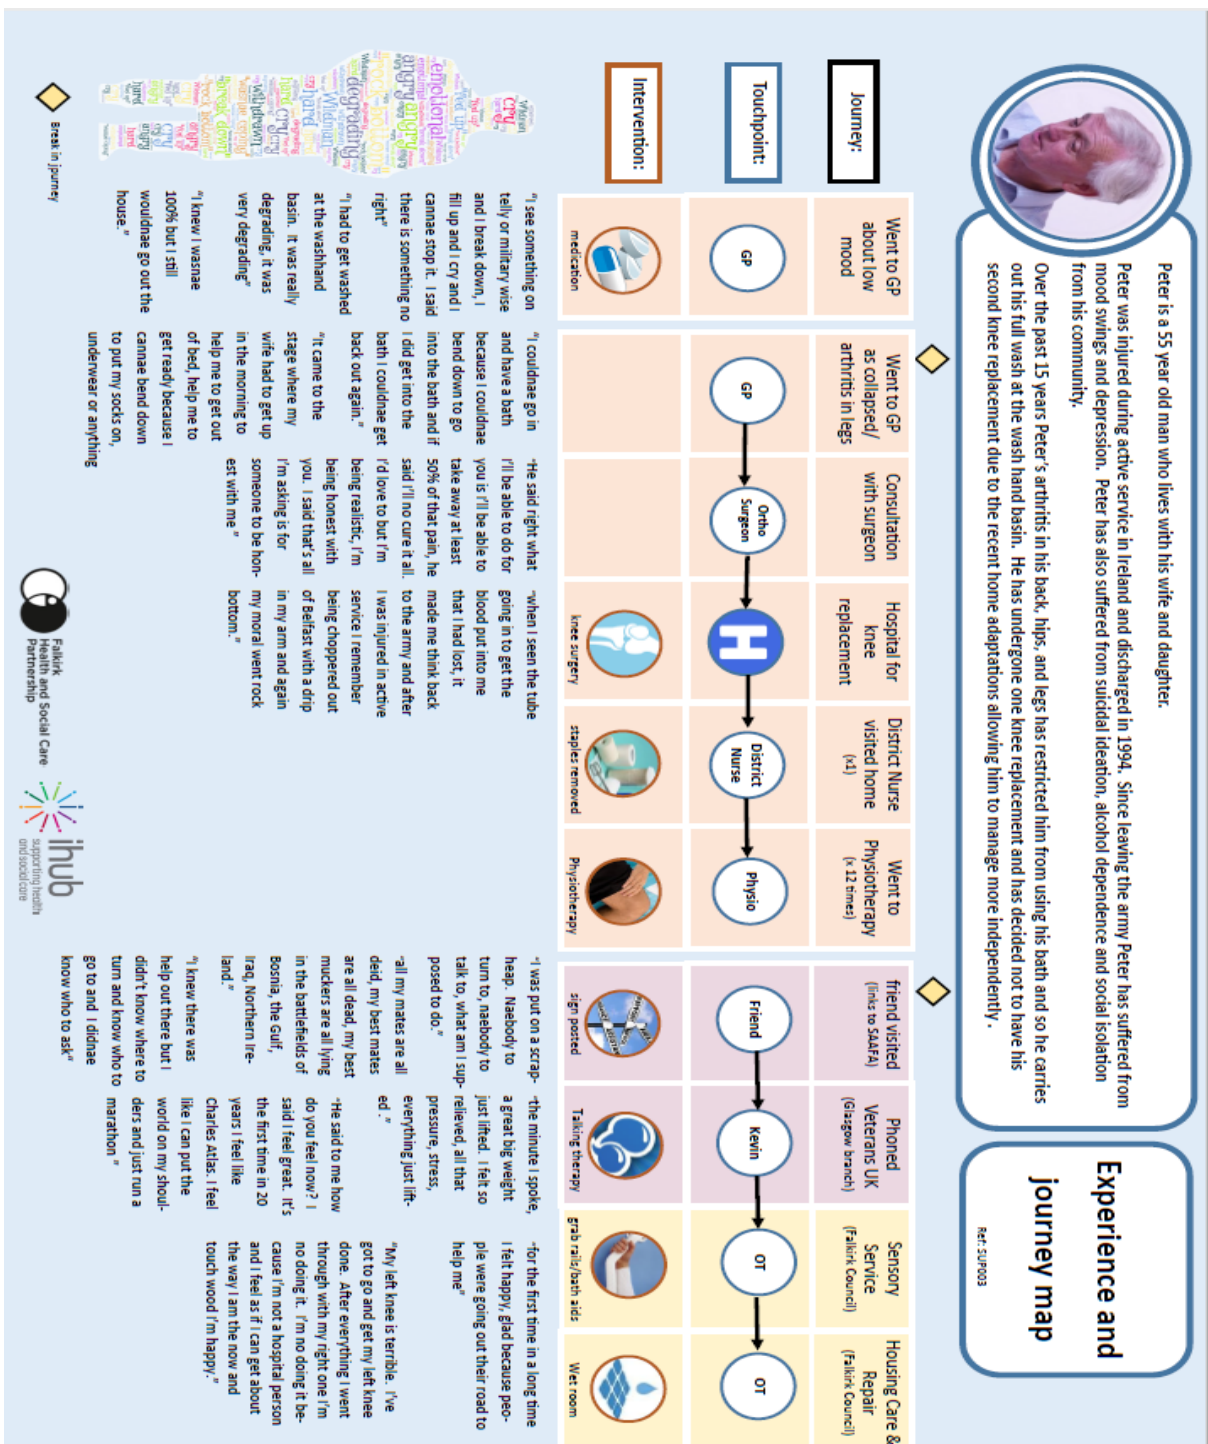 Peter is a 55 year old man who lives with his wife and daughter.
Peter was injured during active service in Ireland and discharged in 1994. Since leaving the army Peter has suffered from
mood swings and depression. Peter has also suffered from suicidal ideation, alcohol dependence and social isolation
from his community.
Over the past 15 years Peter's arthritis in his back, hips, and legs has restricted him from using his bath and so he carries
out his full wash at the wash hand basin. He has undergone one knee replacement and has decided not to have his
second knee replacement due to the recent home adaptations allowing him to manage more independently .
Experience and
journey map
Ref: SUP003
Journey:
Went to GP
about low
mood
Went to GP
as collapsed/
arthritis in legs
Consultation
with surgeon
Hospital for
knee
replacement
District Nurse
visited home
(x1)
Went to
Physiotherapy
(x 12 times)
friend visited
(links to SAAFA)
Phoned
Veterans UK
(Glasgow branch)
Sensory
Service
(Falkirk Council)
Housing Care &
Repair
(Falkirk Council)
Touchpoint:
GP
GP
Ortho
Surgeon
H
District
Nurse
Physio
Friend
Kevin
OT
OT
Intervention:
medication
knee surgery
staples removed
Physiotherapy
sign posted
Talking therapy
grab rails/bath aids
Wet room
"I see something on
telly or military wise
and I break down, I
fill up and I cry and I
cannae stop it. I said
there is something no
right"
"I had to get washed
at the washhand
basin. It was really
degrading, it was
very degrading"
"I knew I wasnae
100% but I still
wouldnae go out the
house."
"I couldnae go in
and have a bath
because I couldnae
bend down to go
into the bath and if
I did get into the
bath I couldnae get
back out again."
"It came to the
stage where my
wife had to get up
in the morning to
help me to get out
of bed, help me to
get ready because I
cannae bend down
to put my socks on,
underwear or anything
"He said right what
I'll be able to do for
you is I'll be able to
take away at least
50% of that pain, he
said I'll no cure it all.
I'd love to but I'm
being realistic, I'm
being honest with
you. I said that's all
I'm asking is for
someone to be hon-
est with me "
"when I seen the tube
going in to get the
blood put into me
that I had lost, it
made me think back
to the army and after
I was injured in active
service I remember
being choppered out
of Belfast with a drip
in my arm and again
my moral went rock
bottom."
"I was put on a scrap-
heap. Naebody to
turn to, naebody to
talk to, what am I sup-
posed to do."
"all my mates are all
deid, my best mates
are all dead, my best
muckers are all lying
in the battlefields of
Bosnia, the Gulf,
Iraq, Northern Ire-
land."
"I knew there was
help out there but I
didn't know where to
turn and know who to
go to and I didnae
know who to ask"
"the minute I spoke,
a great big weight
just lifted. I felt so
relieved, all that
pressure, stress,
everything just lift-
ed ."
"He said to me how
do you feel now? I
said I feel great. It's
the first time in 20
years I feel like
Charles Atlas. I feel
like I can put the
world on my shoul-
ders and just run a
marathon "
"for the first time in a long time
I felt happy, glad because peo-
ple were going out their road to
help me"
"My left knee is terrible. I've
got to go and get my left knee
done. After everything I went
through with my right one I'm
no doing it. I'm no doing it be-
cause I'm not a hospital person
and I feel as if I can get about
the way I am the now and
touch wood I'm happy."
cry
emotional
angry
angry
degrading
hard
cry
withdrawn
break down
rock bottom
Break in journey
Falkirk
Health and Social Care
Partnership
ihub
supporting health
and social care